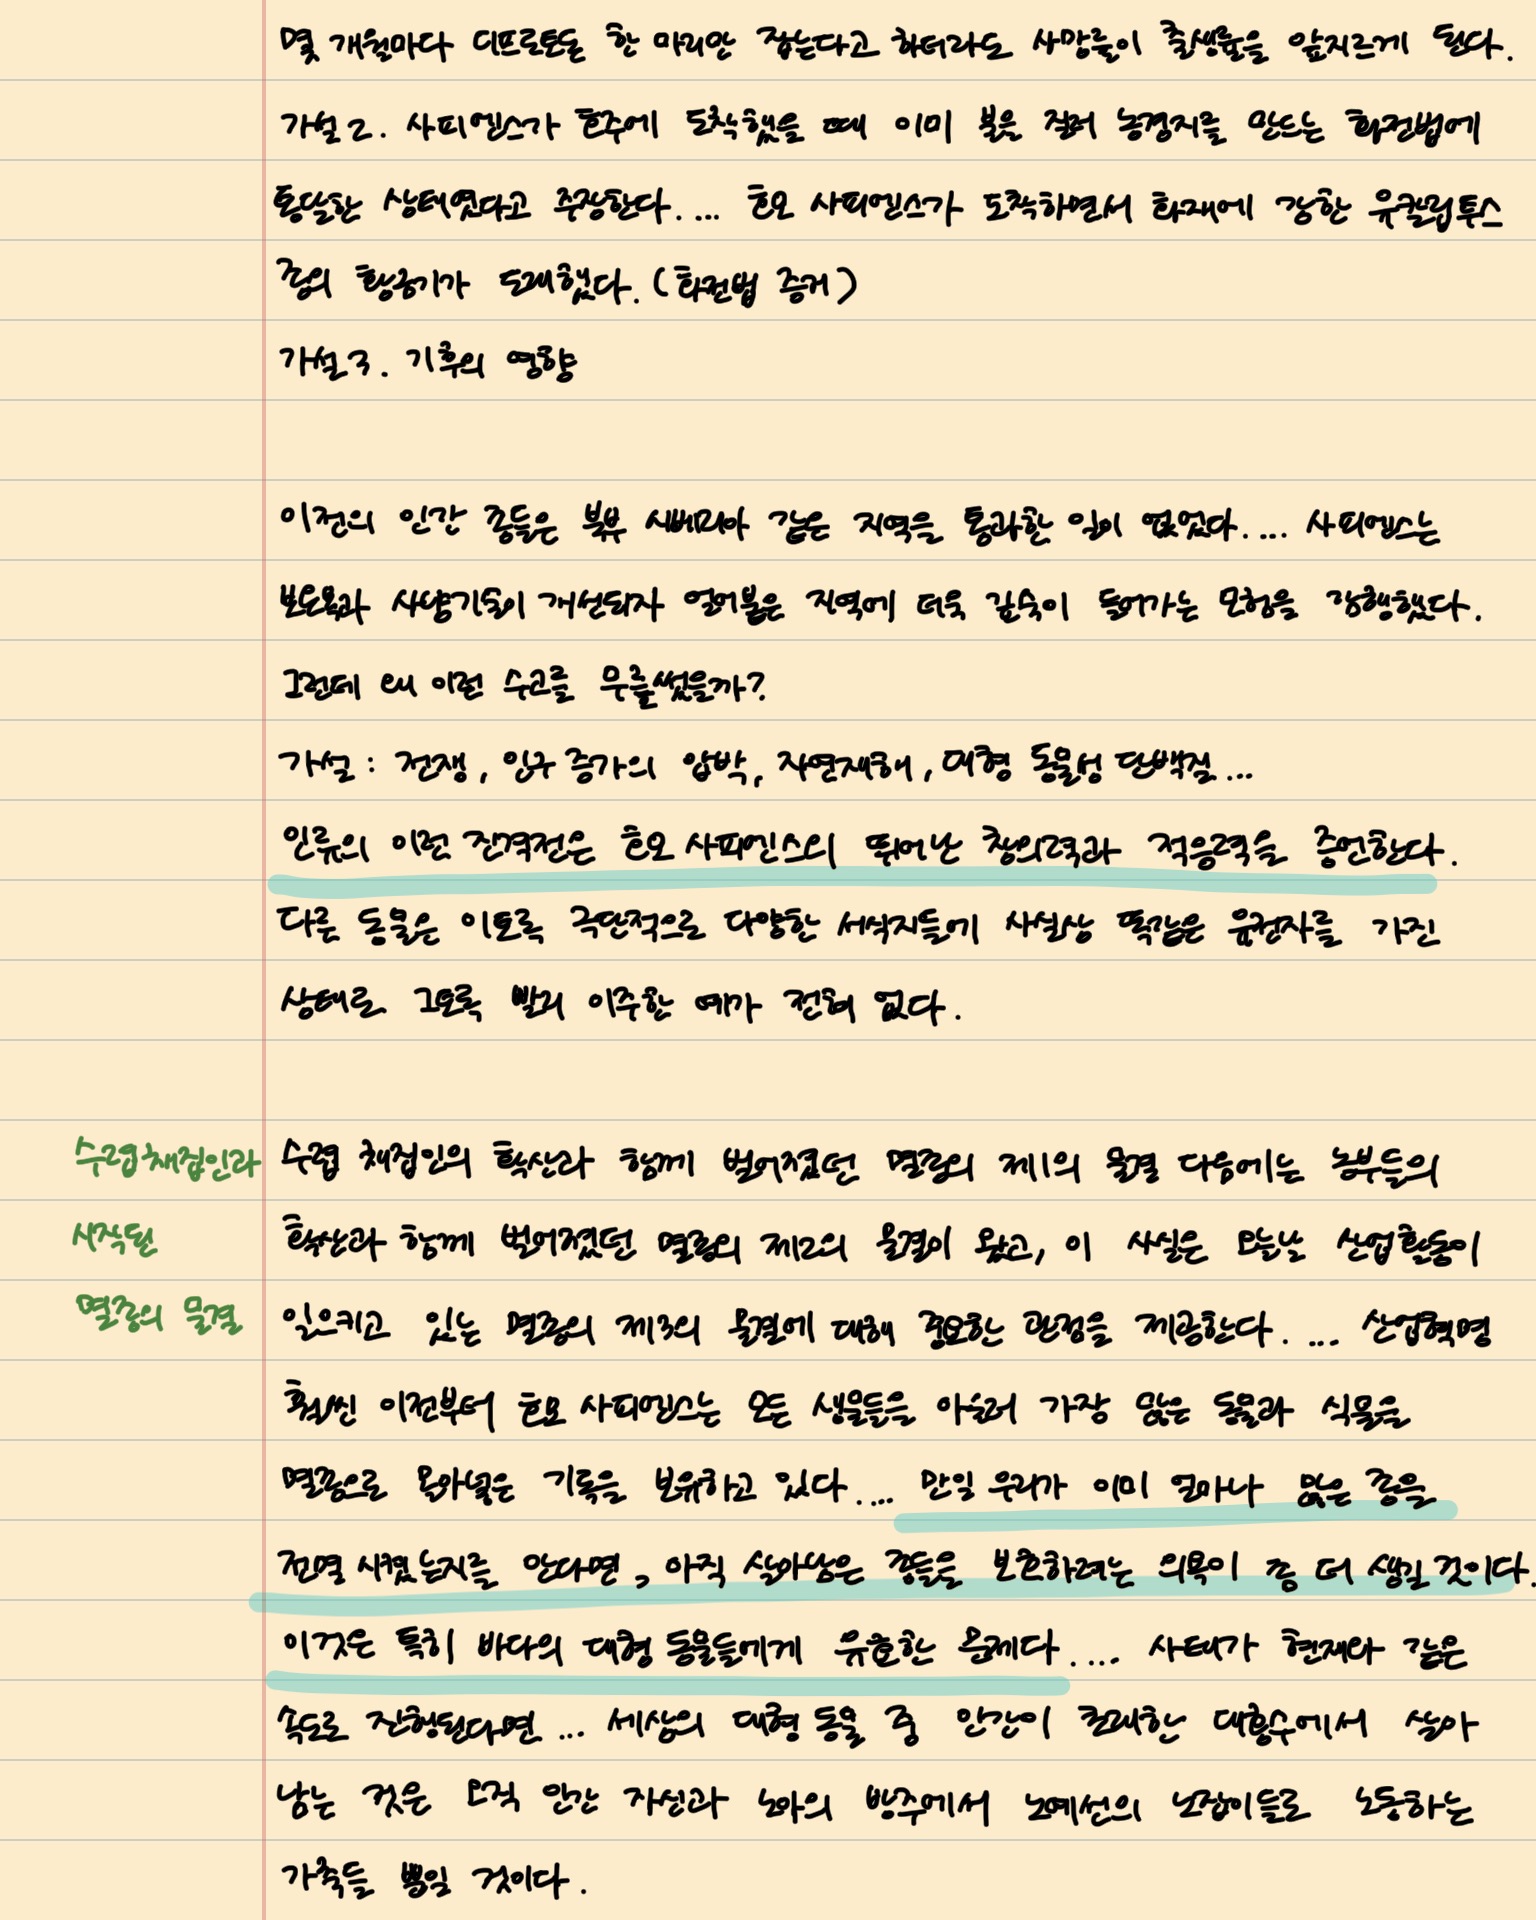 몇 개월마다 디프로토돈 한 마리만 잡는다고 하더라도 사망률이 출생률을 앞지르게 된다.
가설2. 사피엔스가 호주에 도착했을 때 이미 불을 질러 농경지를 만드는 화전법에
통달한 상태였다고 주장한다.... 호모 사피엔스가 도착하면서 화재에 강한 유칼립투스
종의 황금기가 도래했다. (화전법 증거)
가설3. 기후의 영향
이전의 인간 종들은 북부 시베리아 같은 지역을 통과한 일이 없었다.... 사피엔스는
보온옷과 사냥기술이 개선되자 얼어붙은 지역에 더욱 깊숙이 들어가는 모험을 강행했다.
그런데 왜 이런 수고를 무릅썼을까?
가설 : 전쟁, 인구 증가의 압박, 자연재해, 대형 동물성 단백질...
인류의 이런 진격전은 호모 사피엔스의 뛰어난 창의력과 적응력을 증언한다.
다른 동물은 이토록 극단적으로 다양한 서식지들에 사실상 똑같은 유전자를 가진
상태로 그토록 빨리 이주한 예가 전혀 없다.
수렵채집인과 수렵 채집인의 확산과 함께 벌어졌던 멸종의 제1의 물결 다음에는 농부들의
시작된 확산과 함께 벌어졌던 멸종의 제2의 물결이 왔고, 이 사실은 오늘날 산업활동이
멸종의 물결 일으키고 있는 멸종의 제3의 물결에 대해 중요한 관점을 제공한다. ... 산업혁명
훨씬 이전부터 호모 사피엔스는 모든 생물들을 아울러 가장 많은 동물과 식물을
멸종으로 몰아넣은 기록을 보유하고 있다.... 만일 우리가 이미 얼마나 많은 종을
전멸 시켰는지를 안다면, 아직 살아남은 종들을 보호하려는 의욕이 좀 더 생길 것이다.
이것은 특히 바다의 대형 동물들에게 유효한 문제다.... 사태가 현재와 같은
속도로 진행된다면 ... 세상의 대형 동물 중 인간이 초래한 대홍수에서 살아
남는 것은 오직 인간 자신과 노아의 방주에서 노예선의 노잡이들로 노동하는
가축들 뿐일 것이다.